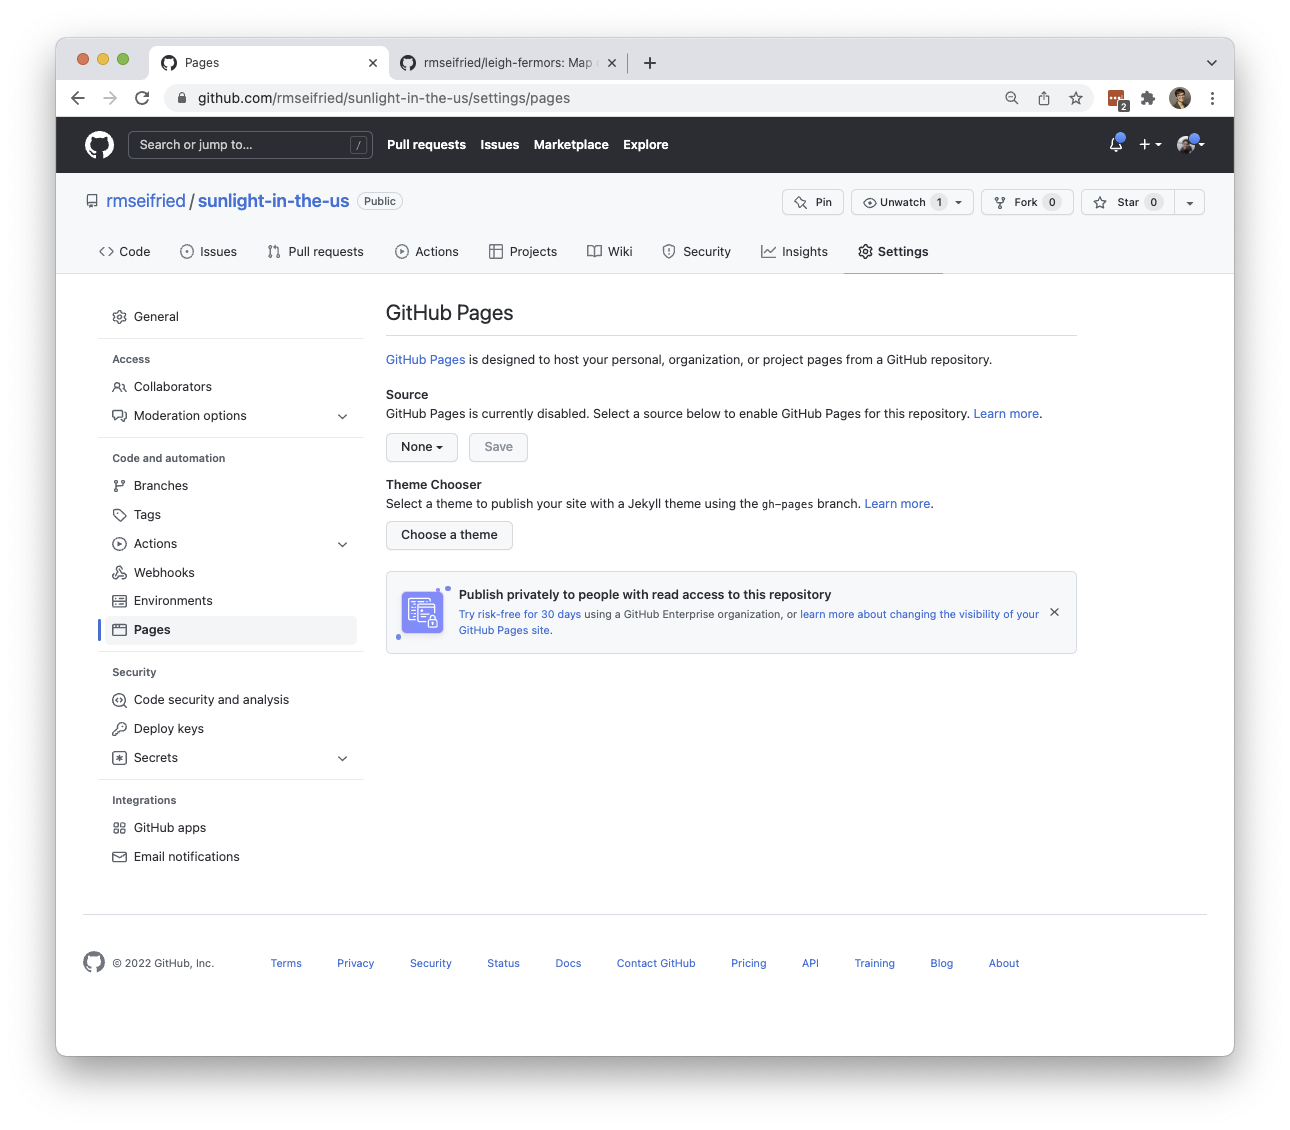 Pages
rmseifried/leigh-fermors: Map
github.com/rmseifried/sunlight-in-the-us/settings/pages
2
Search or jump to...
/
Pull requests
Issues
Marketplace
Explore
rmseifried / sunlight-in-the-us
Public
Pin
Unwatch 1
Fork 0
Star 0
Code
Issues
Pull requests
Actions
Projects
Wiki
Security
Insights
Settings
General
Access
Collaborators
Moderation options
Code and automation
Branches
Tags
Actions
Webhooks
Environments
Pages
Security
Code security and analysis
Deploy keys
Secrets
Integrations
GitHub apps
Email notifications
GitHub Pages
GitHub Pages is designed to host your personal, organization, or project pages from a GitHub repository.
Source
GitHub Pages is currently disabled. Select a source below to enable GitHub Pages for this repository. Learn more.
None
Save
Theme Chooser
Select a theme to publish your site with a Jekyll theme using the gh-pages branch. Learn more.
Choose a theme
Publish privately to people with read access to this repository
Try risk-free for 30 days using a GitHub Enterprise organization, or learn more about changing the visibility of your
GitHub Pages site.
© 2022 GitHub, Inc.
Terms
Privacy
Security
Status
Docs
Contact GitHub
Pricing
API
Training
Blog
About